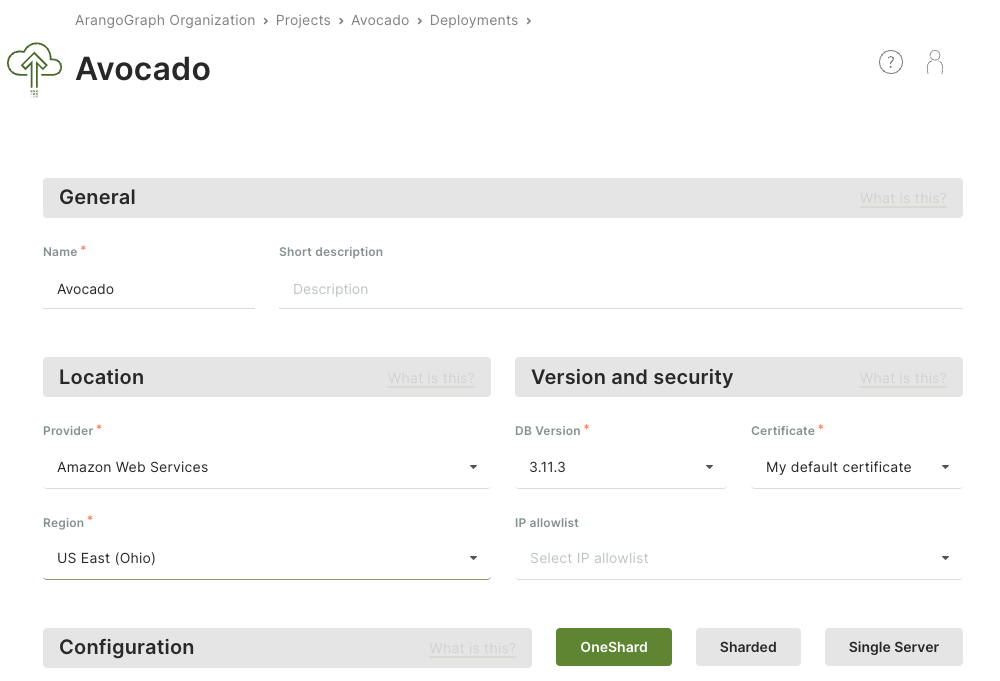 ArangoGraph Organization › Projects › Avocado › Deployments ›
Avocado
?
General What is this?
Name * Short description
Avocado Description
Location What is this? Version and security What is this?
Provider * DB Version * Certificate *
Amazon Web Services 3.11.3 My default certificate
Region * IP allowlist
US East (Ohio) Select IP allowlist
Configuration What is this? OneShard Sharded Single Server